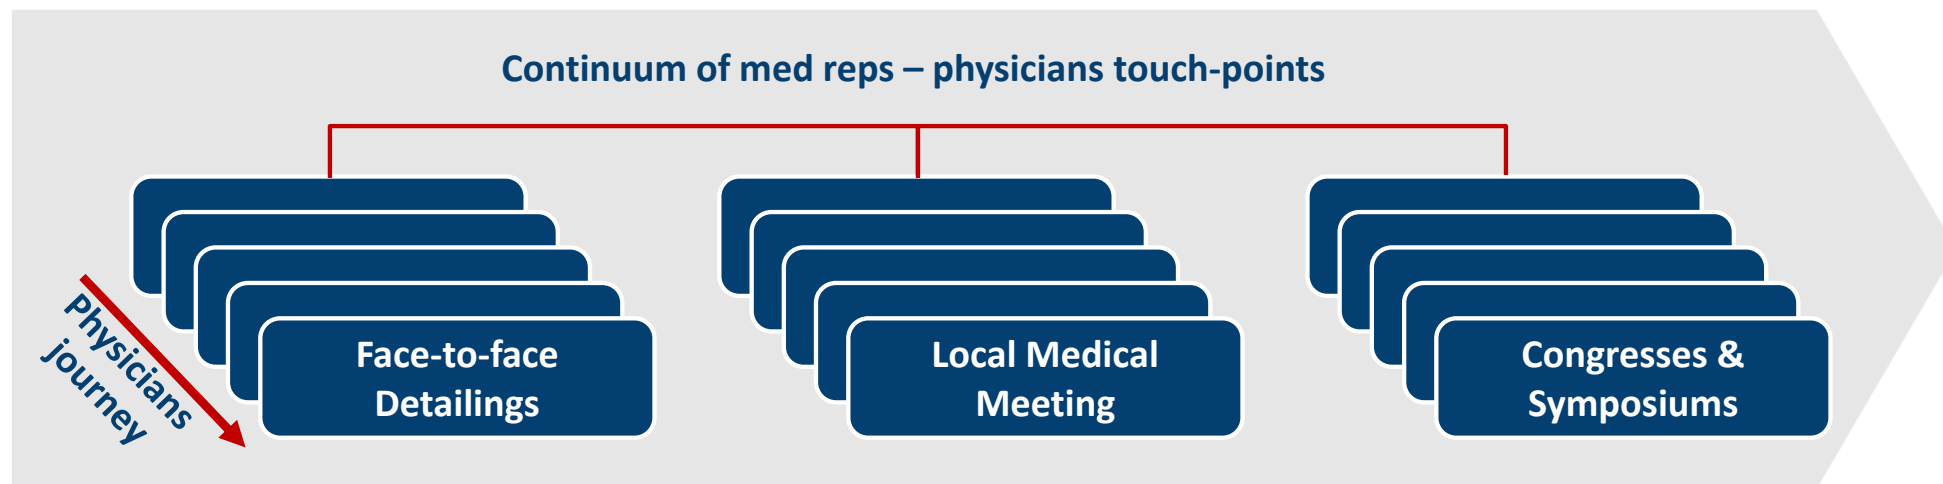 Continuum of med reps – physicians touch-points
Physicians
journey
Face-to-face
Detailings
Local Medical
Meeting
Congresses &
Symposiums